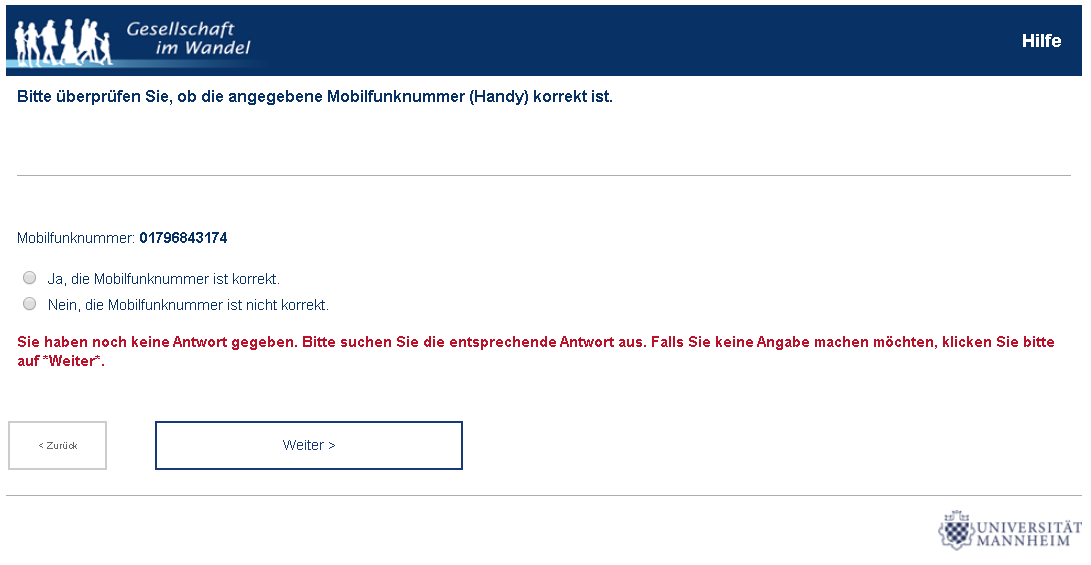 Gesellschaft
im Wandel
Hilfe
Bitte überprüfen Sie, ob die angegebene Mobilfunknummer (Handy) korrekt ist.
Mobilfunknummer: 01796843174
Ja, die Mobilfunknummer ist korrekt.
Nein, die Mobilfunknummer ist nicht korrekt.
Sie haben noch keine Antwort gegeben. Bitte suchen Sie die entsprechende Antwort aus. Falls Sie keine Angabe machen möchten, klicken Sie bitte
auf *Weiter*.
< Zurück
Weiter >
UNIVERSITÄT
MANNHEIM